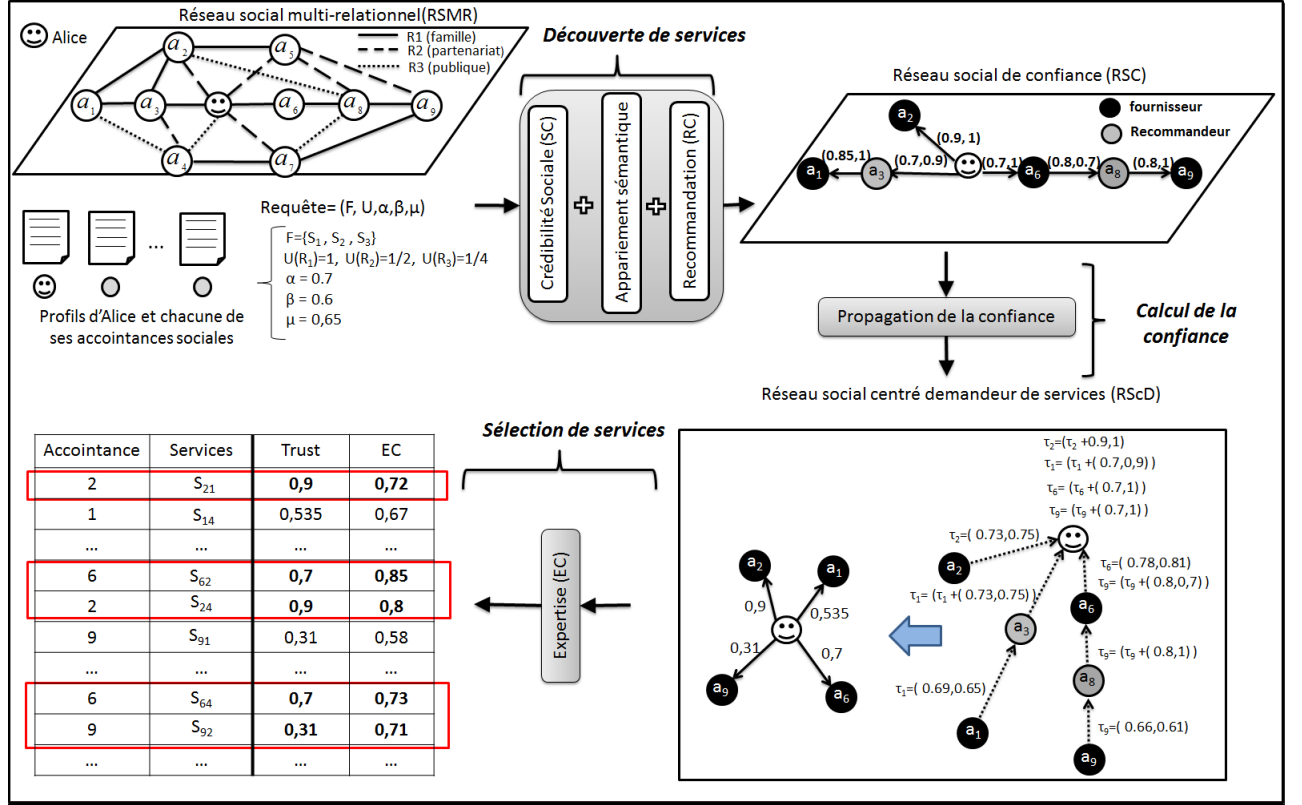 Réseau social multi-relationnel(RSMR)
Alice
R1 (famille)
R2 (partenariat)
R3 (publique)
a2
a5
a1
a3
a6
a8
a9
a4
a7
Profils d'Alice et chacune de
ses accointances sociales
...
Requête= (F, U,α,β,μ)
F={S1 , S2 , S3}
U(R1)=1, U(R2)=1/2, U(R3)=1/4
α = 0.7
β = 0.6
μ = 0,65
Découverte de services
Crédibilité Sociale (SC)
Appariement sémantique
Recommandation (RC)
Réseau social de confiance (RSC)
fournisseur
Recommandeur
a2
(0.9, 1)
(0.85,1)
(0.7,0.9)
(0.7,1)
(0.8,0.7)
(0.8,1)
a1
a3
a6
a8
a9
Propagation de la confiance
Calcul de la
confiance
Réseau social centré demandeur de services (RScD)
τ2=(τ2 +0.9,1)
τ1= (τ1 +( 0.7,0,9) )
τ6= (τ6 +( 0.7,1) )
τ9= (τ9 +( 0.7,1) )
τ2=( 0.73,0.75)
a2
τ6=( 0.78,0.81)
τ9= (τ9 +( 0.8,0,7) )
τ1= (τ1 +( 0.73,0.75) )
a6
a3
τ9= (τ9 +( 0.8,1) )
a8
τ1=( 0.69,0.65)
τ9=( 0.66,0.61)
a1
a9
a2
a1
0,9
0,535
0,31
0,7
a9
a6
Sélection de services
Expertise (EC)
Accointance Services Trust EC
2 S21 0,9 0,72
1 S14 0,535 0,67
... ... ... ...
6 S62 0,7 0,85
2 S24 0,9 0,8
9 S91 0,31 0,58
... ... ... ...
6 S64 0,7 0,73
9 S92 0,31 0,71
... ... ... ...